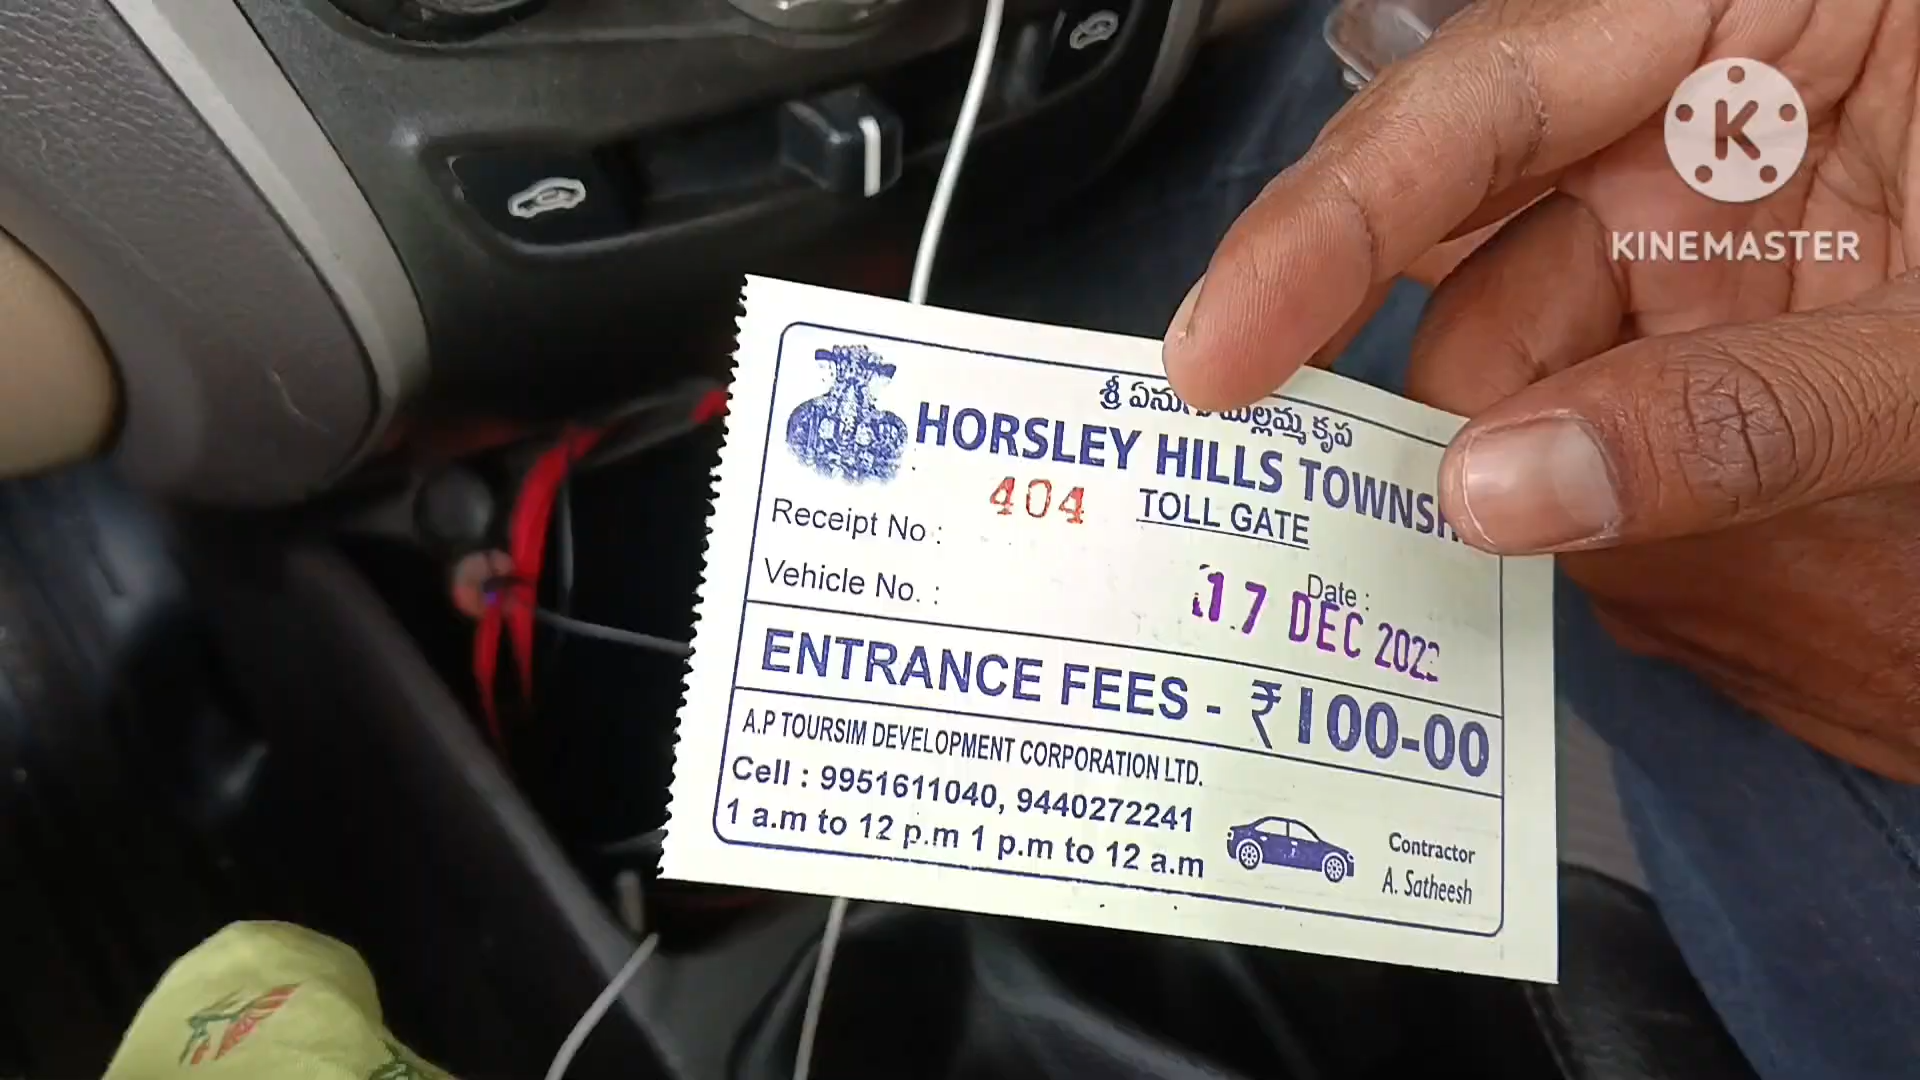 శ్రీ కృప
HORSLEY HILLS
404 TOLL GATE
Receipt No :
Vehicle No. :
Date :
17 DEC
ENTRANCE FEES - ₹100-00
A.P TOURSIM DEVELOPMENT CORPORATION LTD.
Cell : 9951611040, 9440272241
1 a.m to 12 p.m 1 p.m to 12 a.m
Contractor
A. Satheesh
K
KINEMASTER